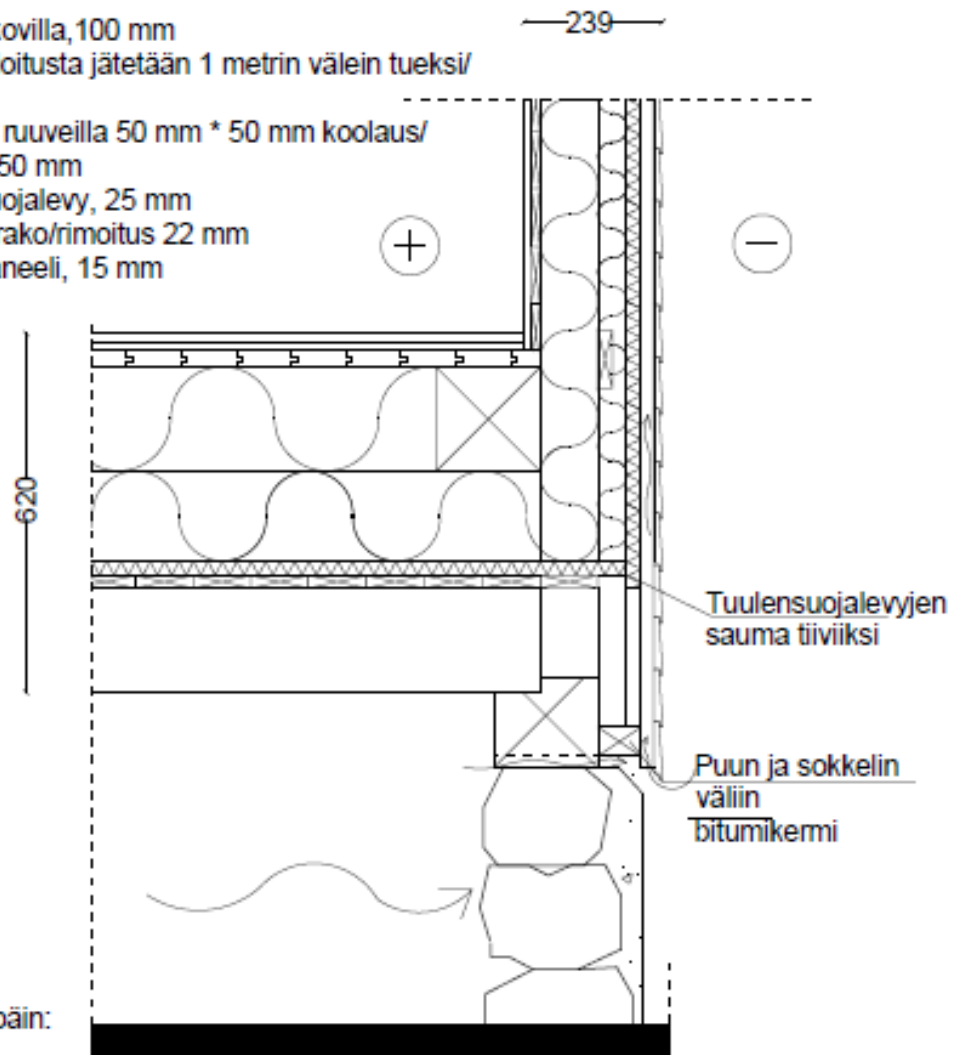 ovilla,100 mm
oitusta jätetään 1 metrin välein tueksi/
ruuveilla 50 mm * 50 mm koolaus/
50 mm
ojalevy, 25 mm
rako/rimoitus 22 mm
neeli, 15 mm
239
+
−
620
Tuulensuojalevyjen
sauma tiiviiksi
Puun ja sokkelin
väliin
bitumikermi
päin: